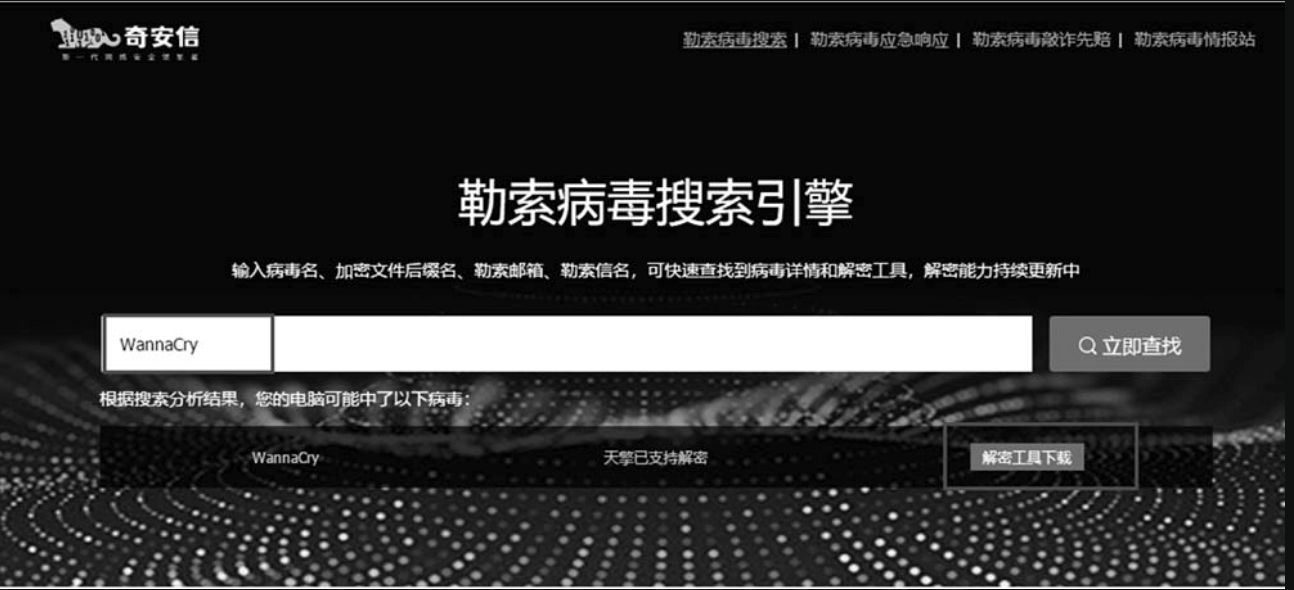 奇安信
新一代网络安全领军者
勒索病毒搜索 | 勒索病毒应急响应 | 勒索病毒敲诈先赔 | 勒索病毒情报站
勒索病毒搜索引擎
输入病毒名、加密文件后缀名、勒索邮箱、勒索信名，可快速查找到病毒详情和解密工具，解密能力持续更新中
WannaCry
立即查找
根据搜索分析结果，您的电脑可能中了以下病毒：
WannaCry 天擎已支持解密 解密工具下载